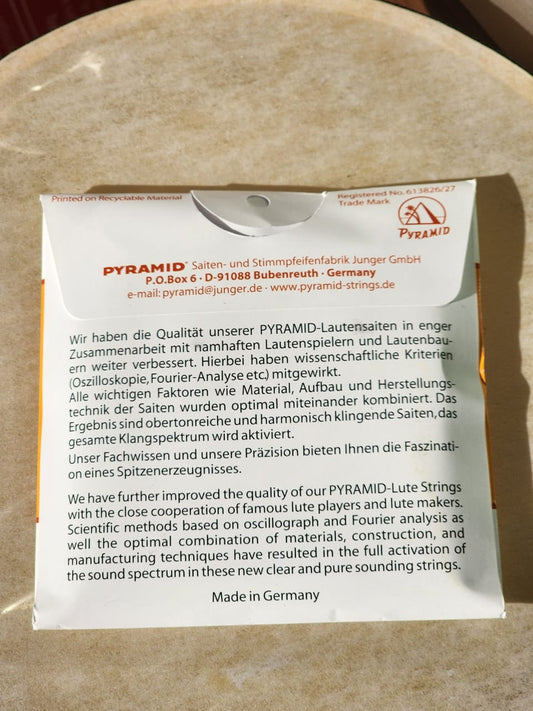 Printed on Recyclable Material
Registered No. 613826/27
Trade Mark
PYRAMID
PYRAMID® Saiten- und Stimmpfeifenfabrik Junger GmbH
P.O.Box 6 · D-91088 Bubenreuth · Germany
e-mail: pyramid@junger.de · www.pyramid-strings.de
Wir haben die Qualität unserer PYRAMID-Lautensaiten in enger
Zusammenarbeit mit namhaften Lautenspielern und Lautenbau-
ern weiter verbessert. Hierbei haben wissenschaftliche Kriterien
(Oszilloskopie,Fourier-Analyse etc.) mitgewirkt.
Alle wichtigen Faktoren wie Material, Aufbau und Herstellungs-
technik der Saiten wurden optimal miteinander kombiniert. Das
Ergebnis sind obertonreiche und harmonisch klingende Saiten,das
gesamte Klangspektrum wird aktiviert.
Unser Fachwissen und unsere Präzision bieten Ihnen die Faszinati-
on eines Spitzenerzeugnisses.
We have further improved the quality of our PYRAMID-Lute Strings
with the close cooperation of famous lute players and lute makers.
Scientific methods based on oscillograph and Fourier analysis as
well the optimal combination of materials, construction, and
manufacturing techniques have resulted in the full activation of
the sound spectrum in these new clear and pure sounding strings.
Made in Germany